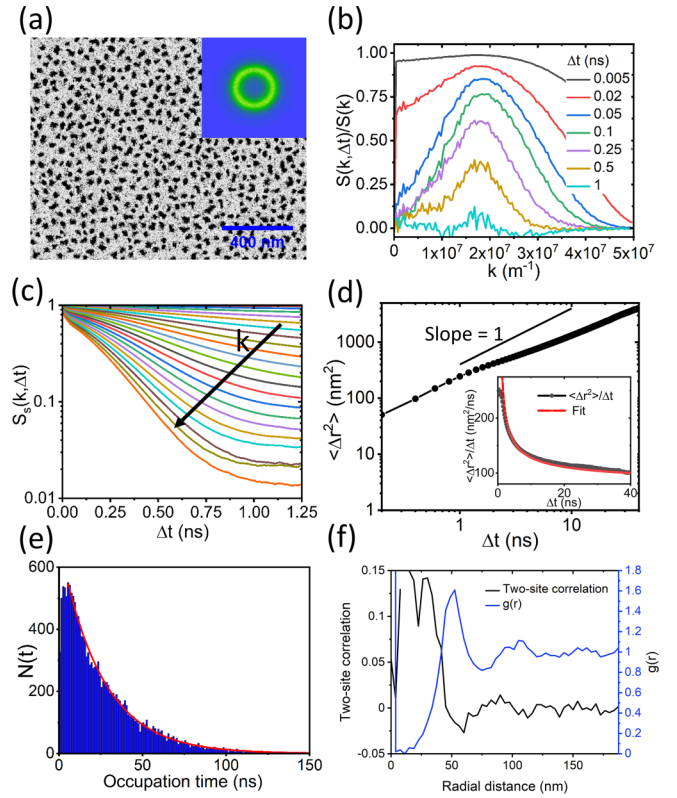 (a)
400 nm
(b)
S(k,Δt)/S(k)
1.00
0.75
0.50
0.25
0.00
Δt (ns)
0.005
0.02
0.05
0.1
0.25
0.5
1
0 1x10⁷ 2x10⁷ 3x10⁷ 4x10⁷ 5x10⁷
k (m⁻¹)
(c)
Sₛ(k,Δt)
1
0.1
0.01
k
0.00 0.25 0.50 0.75 1.00 1.25
Δt (ns)
(d)
<Δr²> (nm²)
1000
100
10
1
Slope = 1
1 10
Δt (ns)
<Δr²>/Δt (nm²/ns)
200
100
<Δr²>/Δt
Fit
0 20 40
Δt (ns)
(e)
N(t)
600
400
200
0
0 50 100 150
Occupation time (ns)
(f)
Two-site correlation
0.15
0.10
0.05
0
-0.05
Two-site correlation
g(r)
1.8
1.6
1.4
1.2
1
0.8
0.6
0.4
0.2
0
g(r)
0 25 50 75 100 125 150 175
Radial distance (nm)